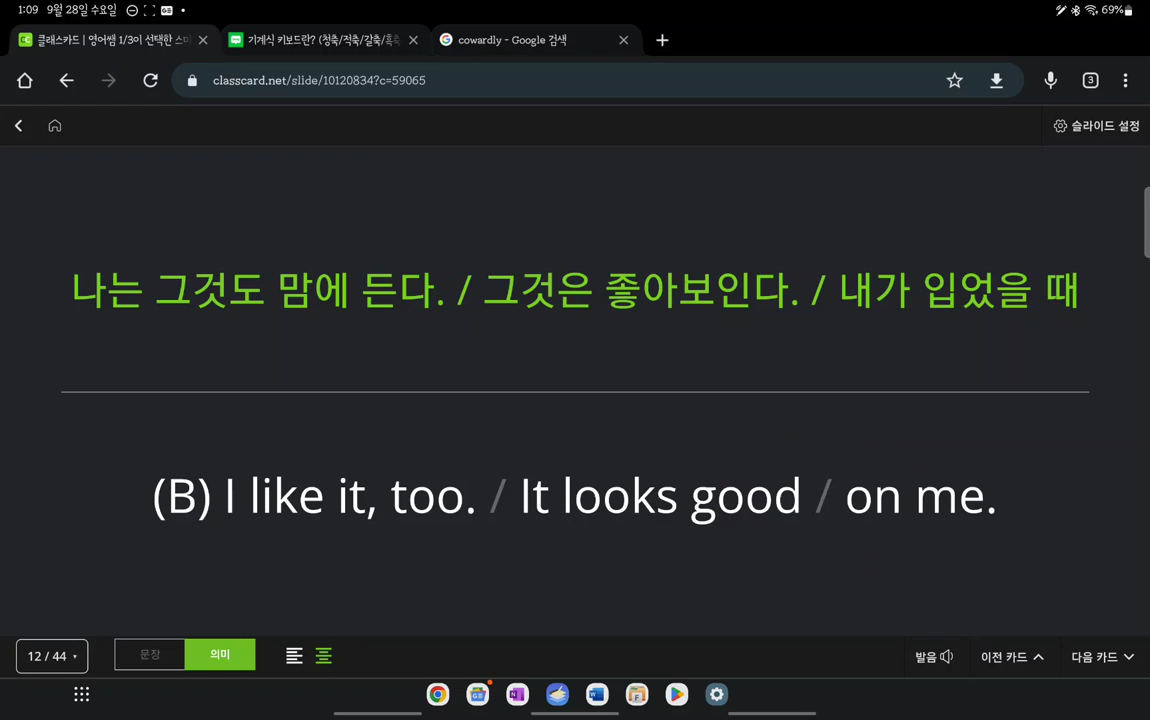 1:09 9월 28일 수요일
69%
클래스카드 | 영어쌤 1/3이 선택한 스마
기계식 키보드란? (청축/적축/갈축/흑축
cowardly - Google 검색
classcard.net/slide/10120834?c=59065
3
슬라이드 설정
나는 그것도 맘에 든다. / 그것은 좋아보인다. / 내가 입었을 때
(B) I like it, too. / It looks good / on me.
12 / 44
문장
의미
발음
이전 카드
다음 카드